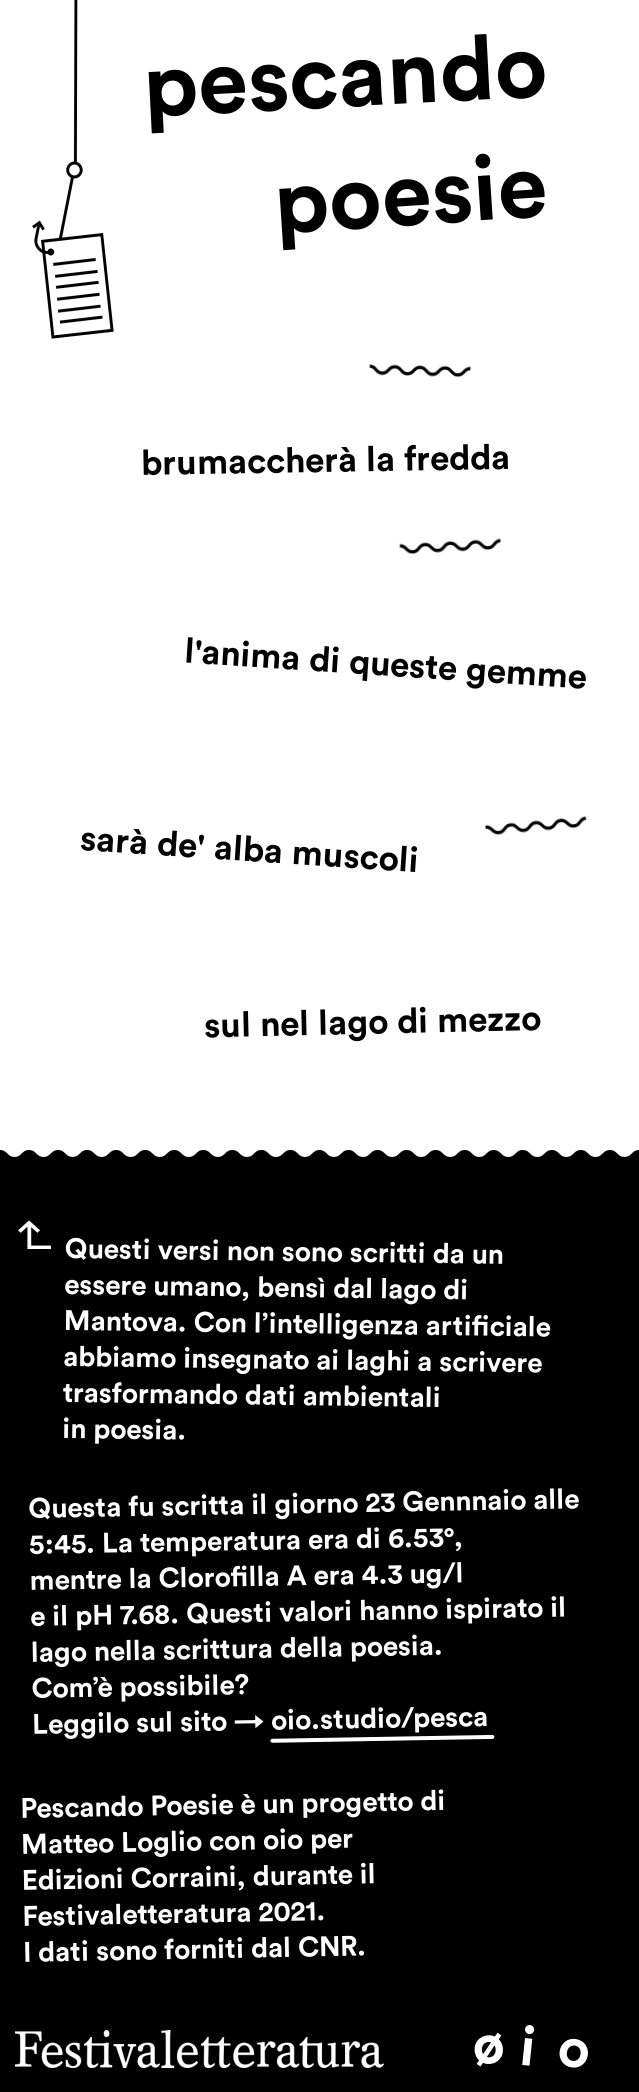 pescando
poesie
brumaccherà la fredda
l'anima di queste gemme
sarà de' alba muscoli
sul nel lago di mezzo
Questi versi non sono scritti da un
essere umano, bensì dal lago di
Mantova. Con l’intelligenza artificiale
abbiamo insegnato ai laghi a scrivere
trasformando dati ambientali
in poesia.
Questa fu scritta il giorno 23 Gennnaio alle
5:45. La temperatura era di 6.53°,
mentre la Clorofilla A era 4.3 ug/l
e il pH 7.68. Questi valori hanno ispirato il
lago nella scrittura della poesia.
Com’è possibile?
Leggilo sul sito → oio.studio/pesca
Pescando Poesie è un progetto di
Matteo Loglio con oio per
Edizioni Corraini, durante il
Festivaletteratura 2021.
I dati sono forniti dal CNR.
Festivaletteratura øio